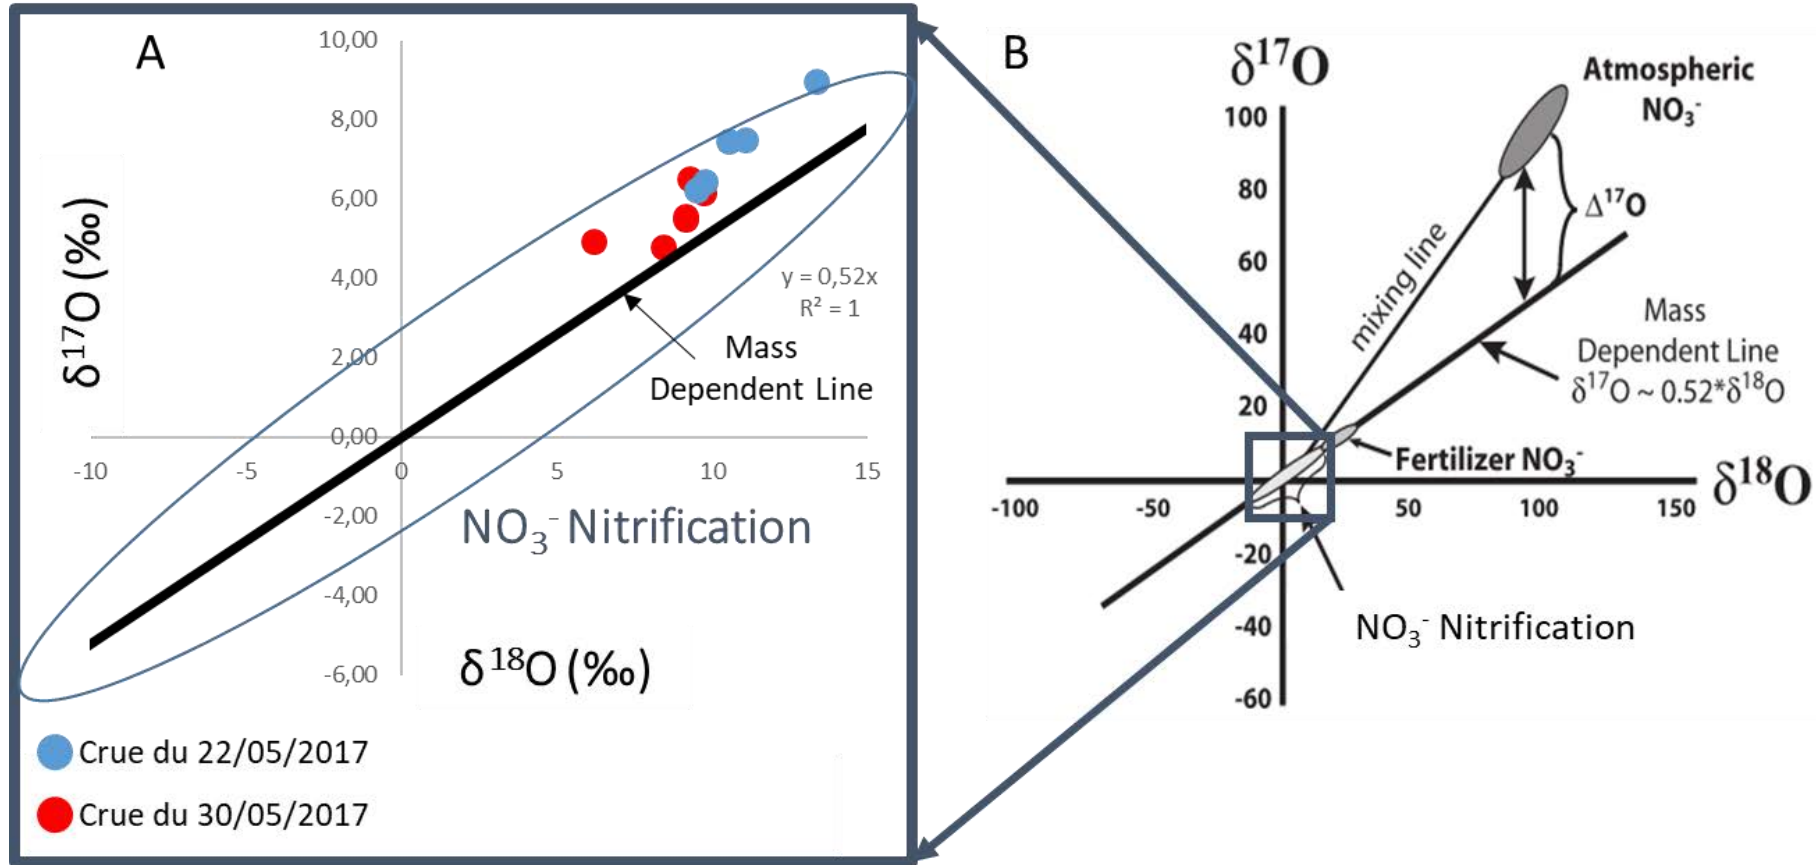 A
10,00
8,00
6,00
4,00
2,00
0,00
-2,00
-4,00
-6,00
δ¹⁷O (‰)
-10
-5
0
5
10
15
y = 0,52x
R² = 1
Mass
Dependent Line
NO₃⁻ Nitrification
δ¹⁸O (‰)
Crue du 22/05/2017
Crue du 30/05/2017
B
δ¹⁷O
100
80
60
40
20
-20
-40
-60
Atmospheric
NO₃⁻
Δ¹⁷O
mixing line
Mass
Dependent Line
δ¹⁷O ~ 0.52*δ¹⁸O
Fertilizer NO₃⁻
δ¹⁸O
-100
-50
50
100
150
NO₃⁻ Nitrification